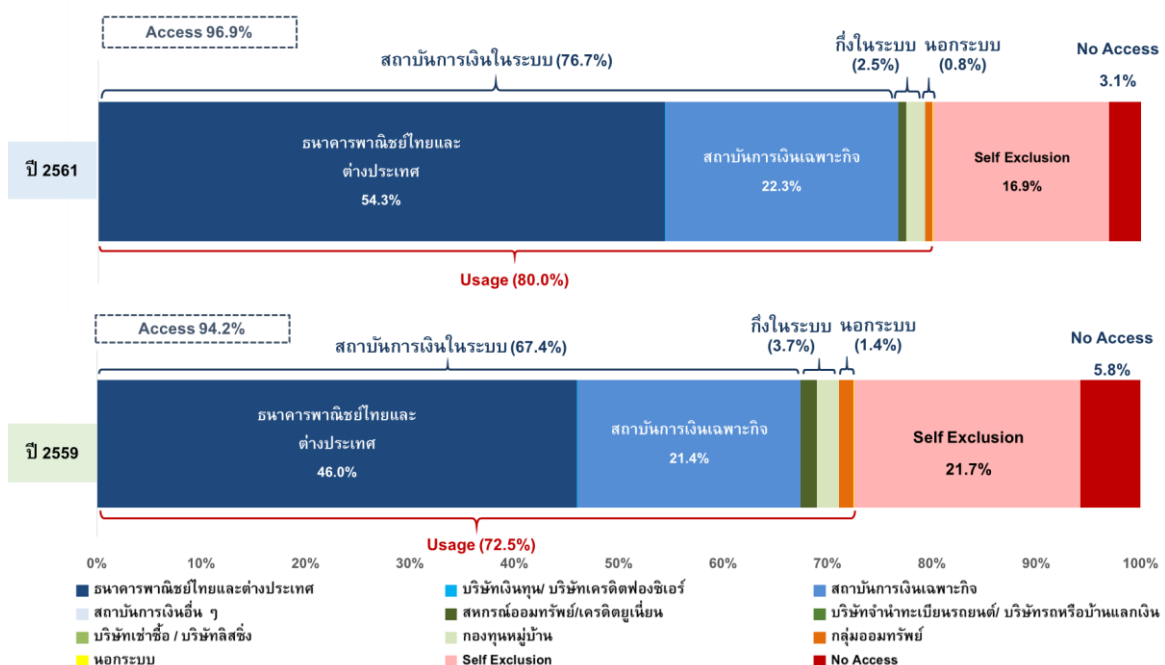 Access 96.9%
สถาบันการเงินในระบบ (76.7%)
กึ่งในระบบ
(2.5%)
นอกระบบ
(0.8%)
No Access
3.1%
ปี 2561
ธนาคารพาณิชย์ไทยและ
ต่างประเทศ
54.3%
สถาบันการเงินเฉพาะกิจ
22.3%
Self Exclusion
16.9%
Usage (80.0%)
Access 94.2%
สถาบันการเงินในระบบ (67.4%)
กึ่งในระบบ
(3.7%)
นอกระบบ
(1.4%)
No Access
5.8%
ปี 2559
ธนาคารพาณิชย์ไทยและ
ต่างประเทศ
46.0%
สถาบันการเงินเฉพาะกิจ
21.4%
Self Exclusion
21.7%
Usage (72.5%)
0% 10% 20% 30% 40% 50% 60% 70% 80% 90% 100%
ธนาคารพาณิชย์ไทยและต่างประเทศ
บริษัทเงินทุน/ บริษัทเครดิตฟองซิเอร์
สถาบันการเงินเฉพาะกิจ
สถาบันการเงินอื่น ๆ
สหกรณ์ออมทรัพย์/เครดิตยูเนี่ยน
บริษัทจำนำทะเบียนรถยนต์/ บริษัทรถหรือบ้านแลกเงิน
บริษัทเช่าซื้อ / บริษัทลิสซิ่ง
กองทุนหมู่บ้าน
กลุ่มออมทรัพย์
นอกระบบ
Self Exclusion
No Access